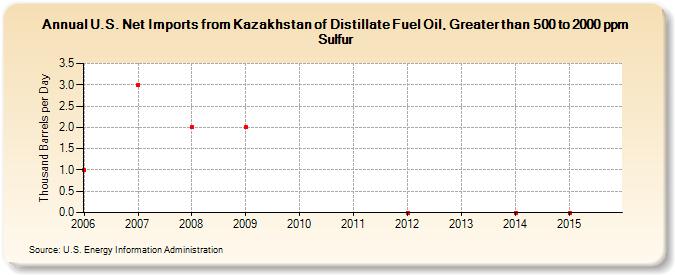 Annual U.S. Net Imports from Kazakhstan of Distillate Fuel Oil, Greater than 500 to 2000 ppm
Sulfur
Thousand Barrels per Day
3.5
3.0
2.5
2.0
1.5
1.0
0.5
0.0
2006 2007 2008 2009 2010 2011 2012 2013 2014 2015
Source: U.S. Energy Information Administration